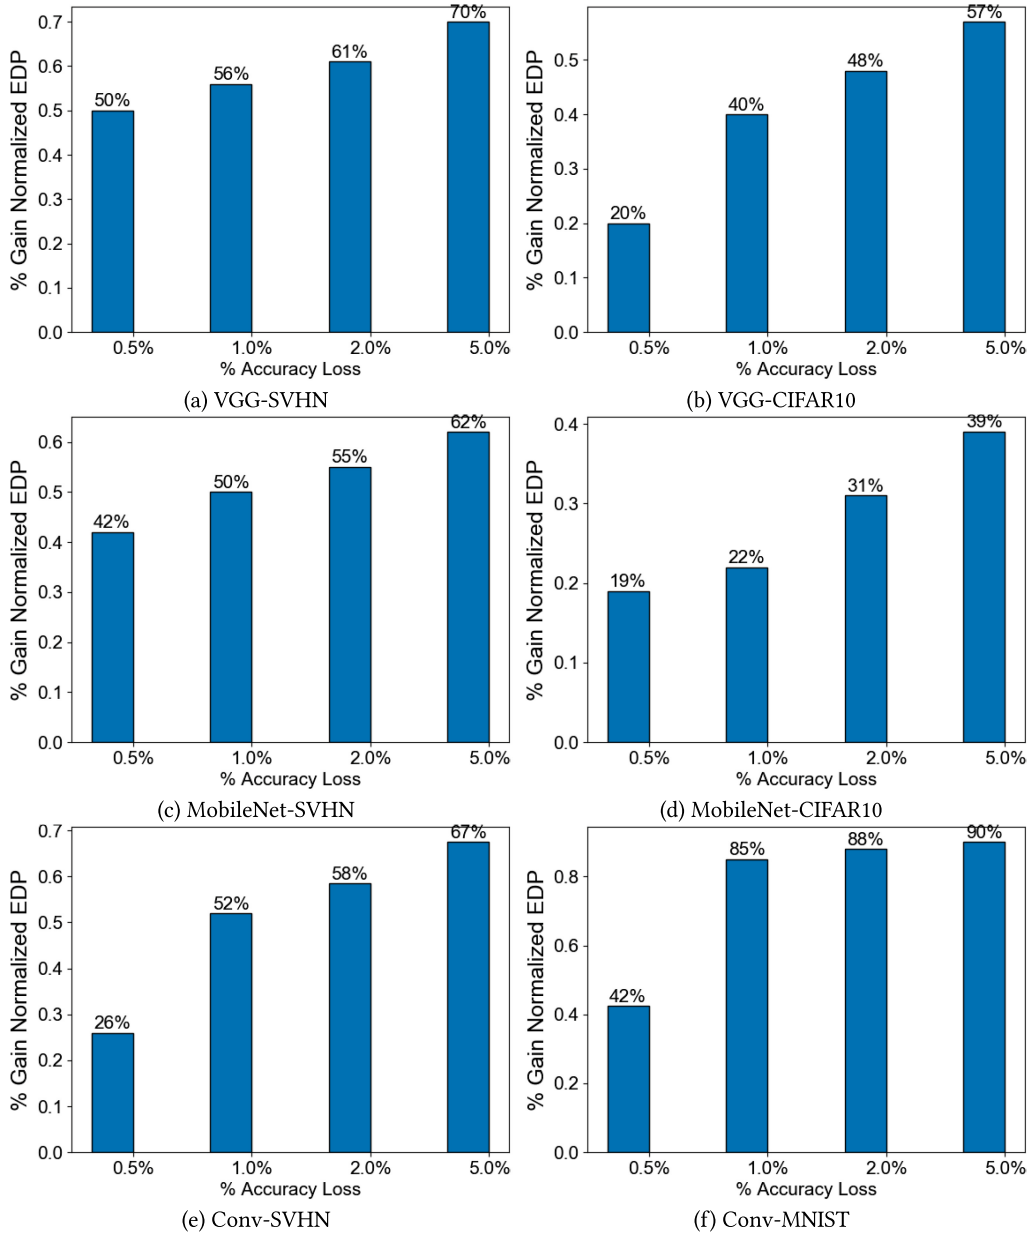 % Gain Normalized EDP
0.7
0.6
0.5
0.4
0.3
0.2
0.1
0.0
50%
56%
61%
70%
0.5% 1.0% 2.0% 5.0%
% Accuracy Loss
(a) VGG-SVHN
% Gain Normalized EDP
0.5
0.4
0.3
0.2
0.1
0.0
20%
40%
48%
57%
0.5% 1.0% 2.0% 5.0%
% Accuracy Loss
(b) VGG-CIFAR10
% Gain Normalized EDP
0.6
0.5
0.4
0.3
0.2
0.1
0.0
42%
50%
55%
62%
0.5% 1.0% 2.0% 5.0%
% Accuracy Loss
(c) MobileNet-SVHN
% Gain Normalized EDP
0.4
0.3
0.2
0.1
0.0
19%
22%
31%
39%
0.5% 1.0% 2.0% 5.0%
% Accuracy Loss
(d) MobileNet-CIFAR10
% Gain Normalized EDP
0.7
0.6
0.5
0.4
0.3
0.2
0.1
0.0
26%
52%
58%
67%
0.5% 1.0% 2.0% 5.0%
% Accuracy Loss
(e) Conv-SVHN
% Gain Normalized EDP
0.8
0.6
0.4
0.2
0.0
42%
85%
88%
90%
0.5% 1.0% 2.0% 5.0%
% Accuracy Loss
(f) Conv-MNIST